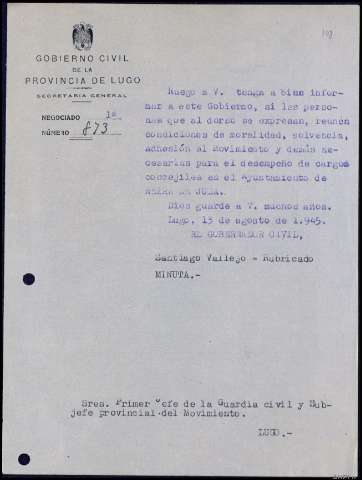 GOBIERNO CIVIL
DE LA
PROVINCIA DE LUGO
SECRETARIA GENERAL
NEGOCIADO 1º
NÚMERO 873
Ruego a V. tenga a bien infor-
mar a este Gobierno, si las perso-
nas que al dorso se expresan, reunen
condiciones de moralidad, solvencia,
adhesión al Movimiento y demás ne-
cesarias para el desempeño de cargos
concejiles en el Ayuntamiento de
DE JUSA.
Dios guarde a V. muchos años.
Lugo, 13 de agosto de 1.945.
EL GOBERNADOR CIVIL,
Santiago Vallejo - Rubricado
MINUTA.-
Sres. Primer Jefe de la Guardia civil y Sub-
jefe provincial del Movimiento.
LUGO.-